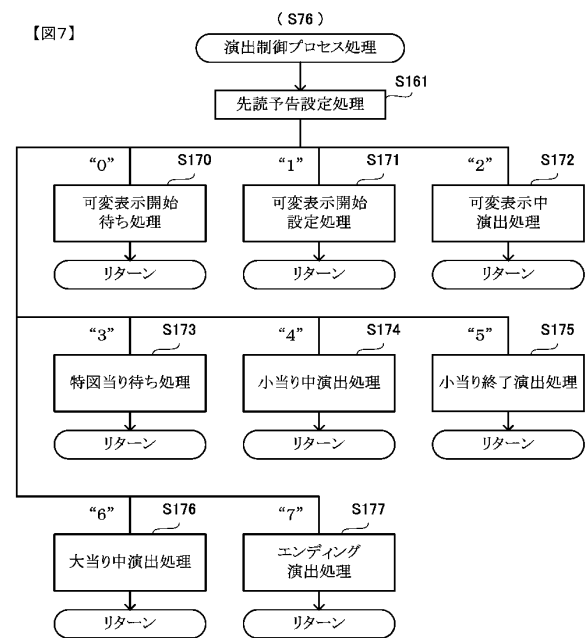 (S76)
【図7】
演出制御プロセス処理
S161
先読予告設定処理
“0”
S170
“1”
S171
“2”
S172
可変表示開始
待ち処理
可変表示開始
設定処理
可変表示中
演出処理
リターン
リターン
リターン
“3”
S173
“4”
S174
“5”
S175
特図当り待ち処理
小当り中演出処理
小当り終了演出処理
リターン
リターン
リターン
“6”
S176
“7”
S177
大当り中演出処理
エンディング
演出処理
リターン
リターン